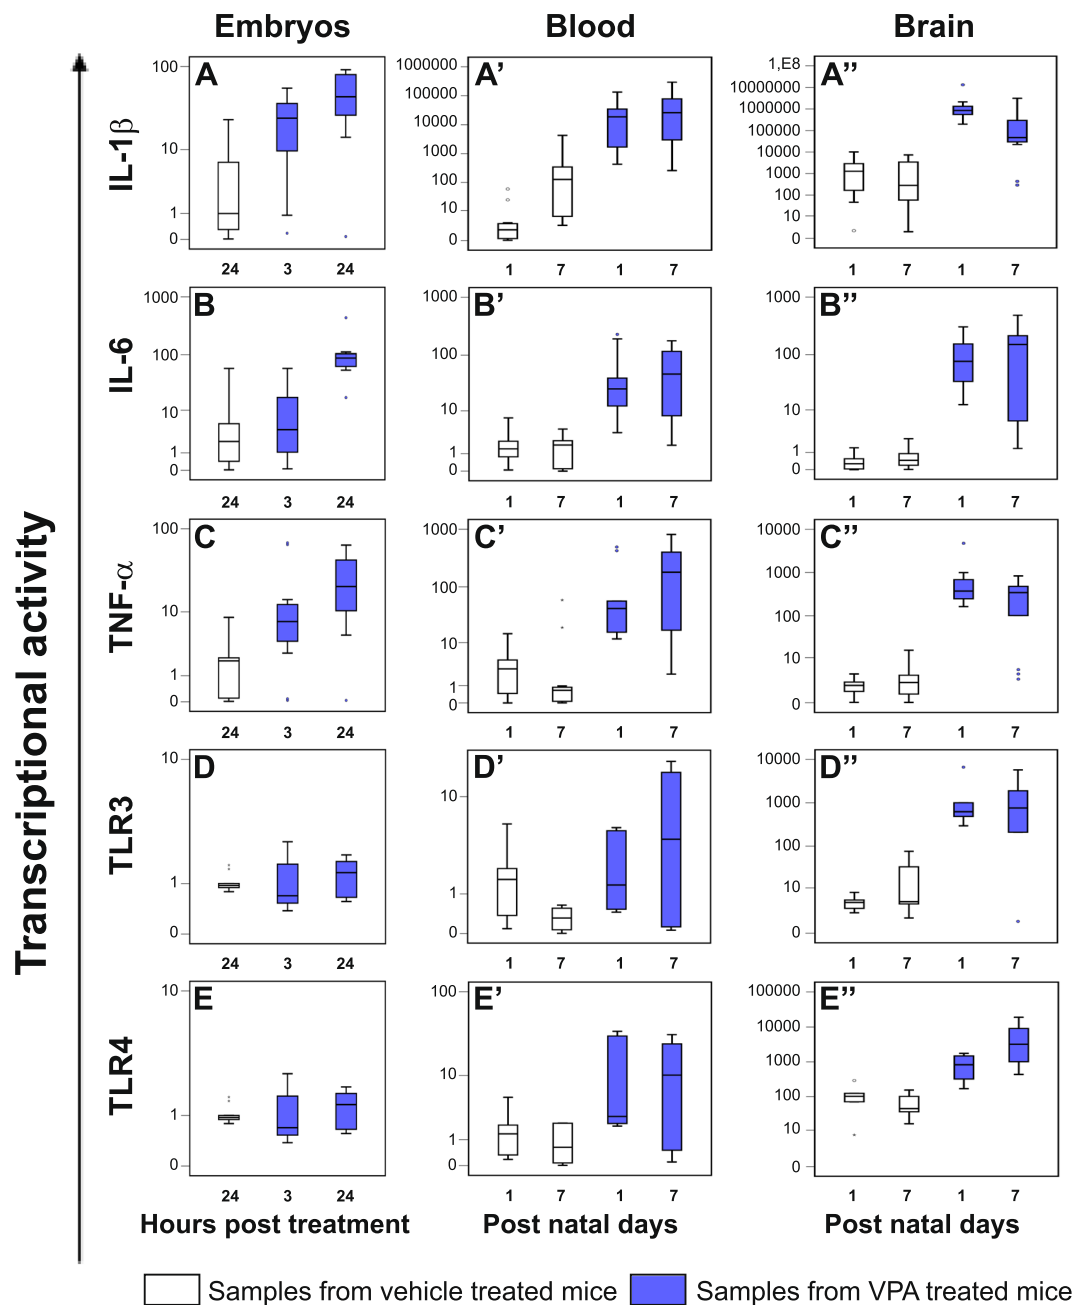 Embryos Blood Brain
Transcriptional activity
IL-1β
A
100
10
1
0
24 3 24
A’
1000000
100000
10000
1000
100
10
0
1 7 1 7
A’’
1,E8
10000000
1000000
100000
10000
1000
100
10
0
1 7 1 7
IL-6
B
1000
100
10
1
0
24 3 24
B’
1000
100
10
1
0
1 7 1 7
B’’
1000
100
10
1
0
1 7 1 7
TNF-α
C
100
10
1
0
24 3 24
C’
1000
100
10
1
0
1 7 1 7
C’’
10000
1000
100
10
0
1 7 1 7
TLR3
D
10
1
0
24 3 24
D’
10
1
0
1 7 1 7
D’’
10000
1000
100
10
0
1 7 1 7
TLR4
E
10
1
0
24 3 24
E’
100
10
1
0
1 7 1 7
E’’
100000
10000
1000
100
10
0
1 7 1 7
Hours post treatment Post natal days Post natal days
Samples from vehicle treated mice Samples from VPA treated mice